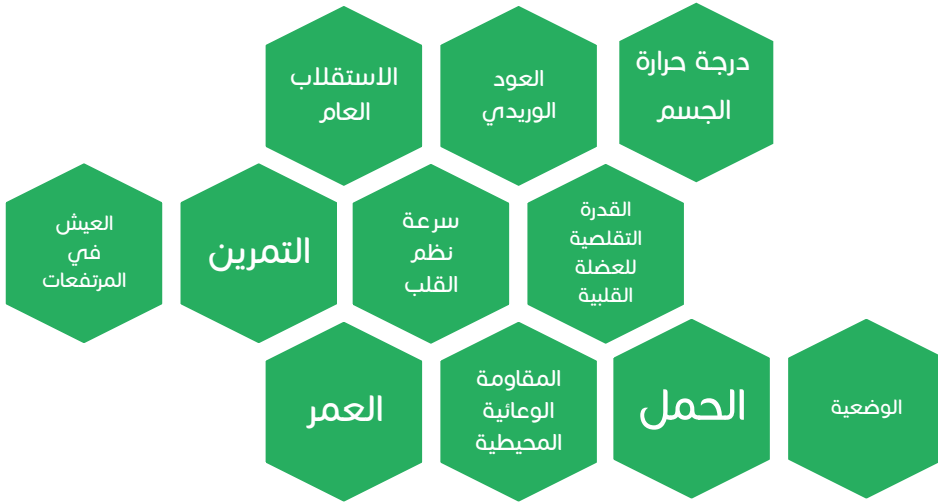 درجة حرارة
الجسم
العود
الوريدي
الاستقلاب
العام
القدرة
التقلصية
للعضلة
القلبية
سرعة
نظم
القلب
التمرين
العيش
في
المرتفعات
الوضعية
الحمل
المقاومة
الوعائية
المحيطية
العمر